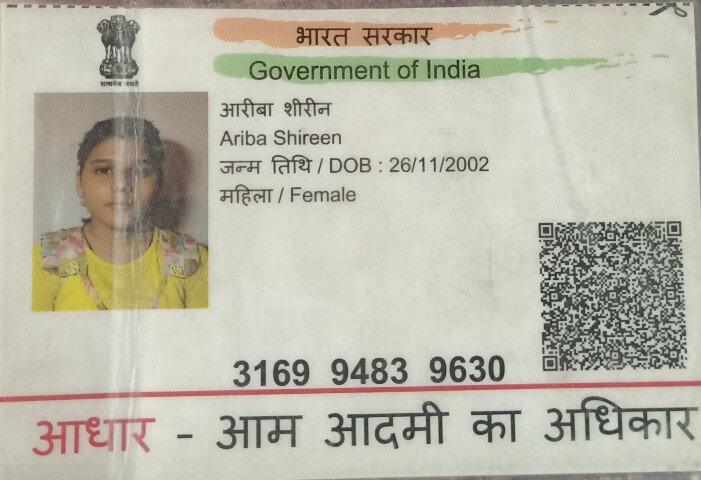 भारत सरकार
Government of India
सत्यमेव जयते
आरीबा शीरीन
Ariba Shireen
जन्म तिथि / DOB : 26/11/2002
महिला / Female
3169 9483 9630
आधार - आम आदमी का अधिकार